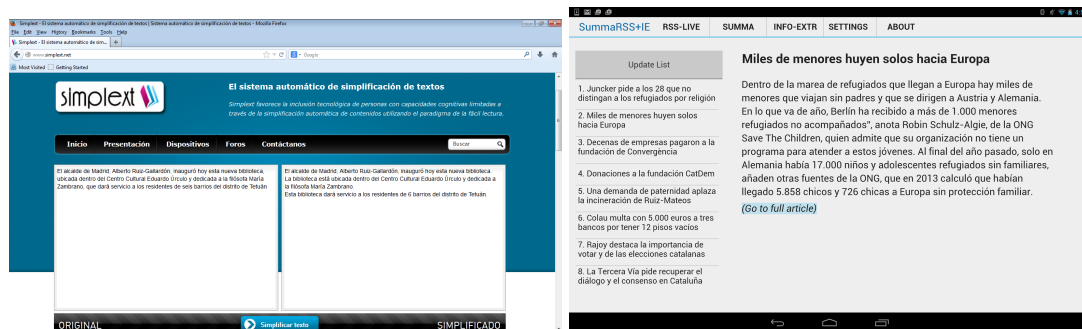 Simplext - El sistema automático de simplificación de textos | Sistema automático de simplificación de textos - Mozilla Firefox
File Edit View History Bookmarks Tools Help
Simplext - El sistema automático de sim...
www.simplext.net
Google
Most Visited Getting Started
simplext
El sistema automático de simplificación de textos
Simplext favorece la inclusión tecnológica de personas con capacidades cognitivas limitadas a
través de la simplificación automática de contenidos utilizando el paradigma de la fácil lectura.
Inicio Presentación Dispositivos Foros Contáctanos Buscar
El alcalde de Madrid, Alberto Ruiz-Gallardón, inauguró hoy esta nueva biblioteca,
ubicada dentro del Centro Cultural Eduardo Úrculo y dedicada a la filósofa María
Zambrano, que dará servicio a los residentes de seis barrios del distrito de Tetuán
El alcalde de Madrid, Alberto Ruiz-Gallardón, inauguró hoy esta nueva biblioteca.
La biblioteca está ubicada dentro del Centro Cultural Eduardo Úrculo y dedicada a
la filósofa María Zambrano.
Esta biblioteca dará servicio a los residentes de 6 barrios del distrito de Tetuán.
ORIGINAL
Simplificar texto
SIMPLIFICADO
SummaRSS+IE RSS-LIVE SUMMA INFO-EXTR SETTINGS ABOUT
Update List
1. Juncker pide a los 28 que no
distingan a los refugiados por religión
2. Miles de menores huyen solos
hacia Europa
3. Decenas de empresas pagaron a la
fundación de Convergència
4. Donaciones a la fundación CatDem
5. Una demanda de paternidad aplaza
la incineración de Ruiz-Mateos
6. Colau multa con 5.000 euros a tres
bancos por tener 12 pisos vacíos
7. Rajoy destaca la importancia de
votar y de las elecciones catalanas
8. La Tercera Vía pide recuperar el
diálogo y el consenso en Cataluña
Miles de menores huyen solos hacia Europa
Dentro de la marea de refugiados que llegan a Europa hay miles de
menores que viajan sin padres y que se dirigen a Austria y Alemania.
En lo que va de año, Berlín ha recibido a más de 1.000 menores
refugiados no acompañados", anota Robin Schulz-Algie, de la ONG
Save The Children, quien admite que su organización no tiene un
programa para atender a estos jóvenes. Al final del año pasado, solo en
Alemania había 17.000 niños y adolescentes refugiados sin familiares,
añaden otras fuentes de la ONG, que en 2013 calculó que habían
llegado 5.858 chicos y 726 chicas a Europa sin protección familiar.
(Go to full article)